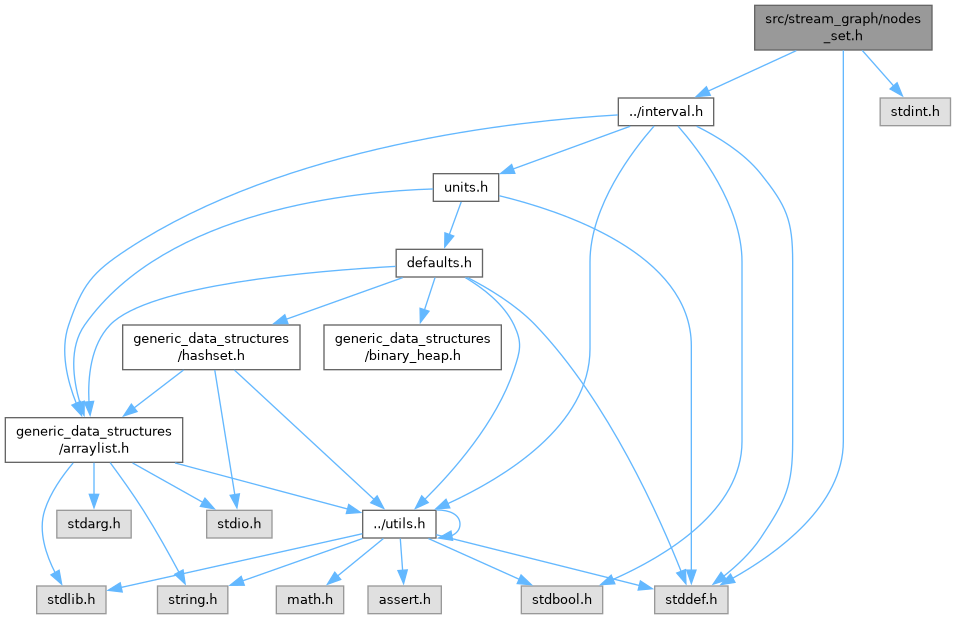 src/stream_graph/nodes
_set.h
../interval.h
stdint.h
units.h
defaults.h
generic_data_structures
/hashset.h
generic_data_structures
/binary_heap.h
generic_data_structures
/arraylist.h
stdarg.h
stdio.h
../utils.h
stdlib.h
string.h
math.h
assert.h
stdbool.h
stddef.h